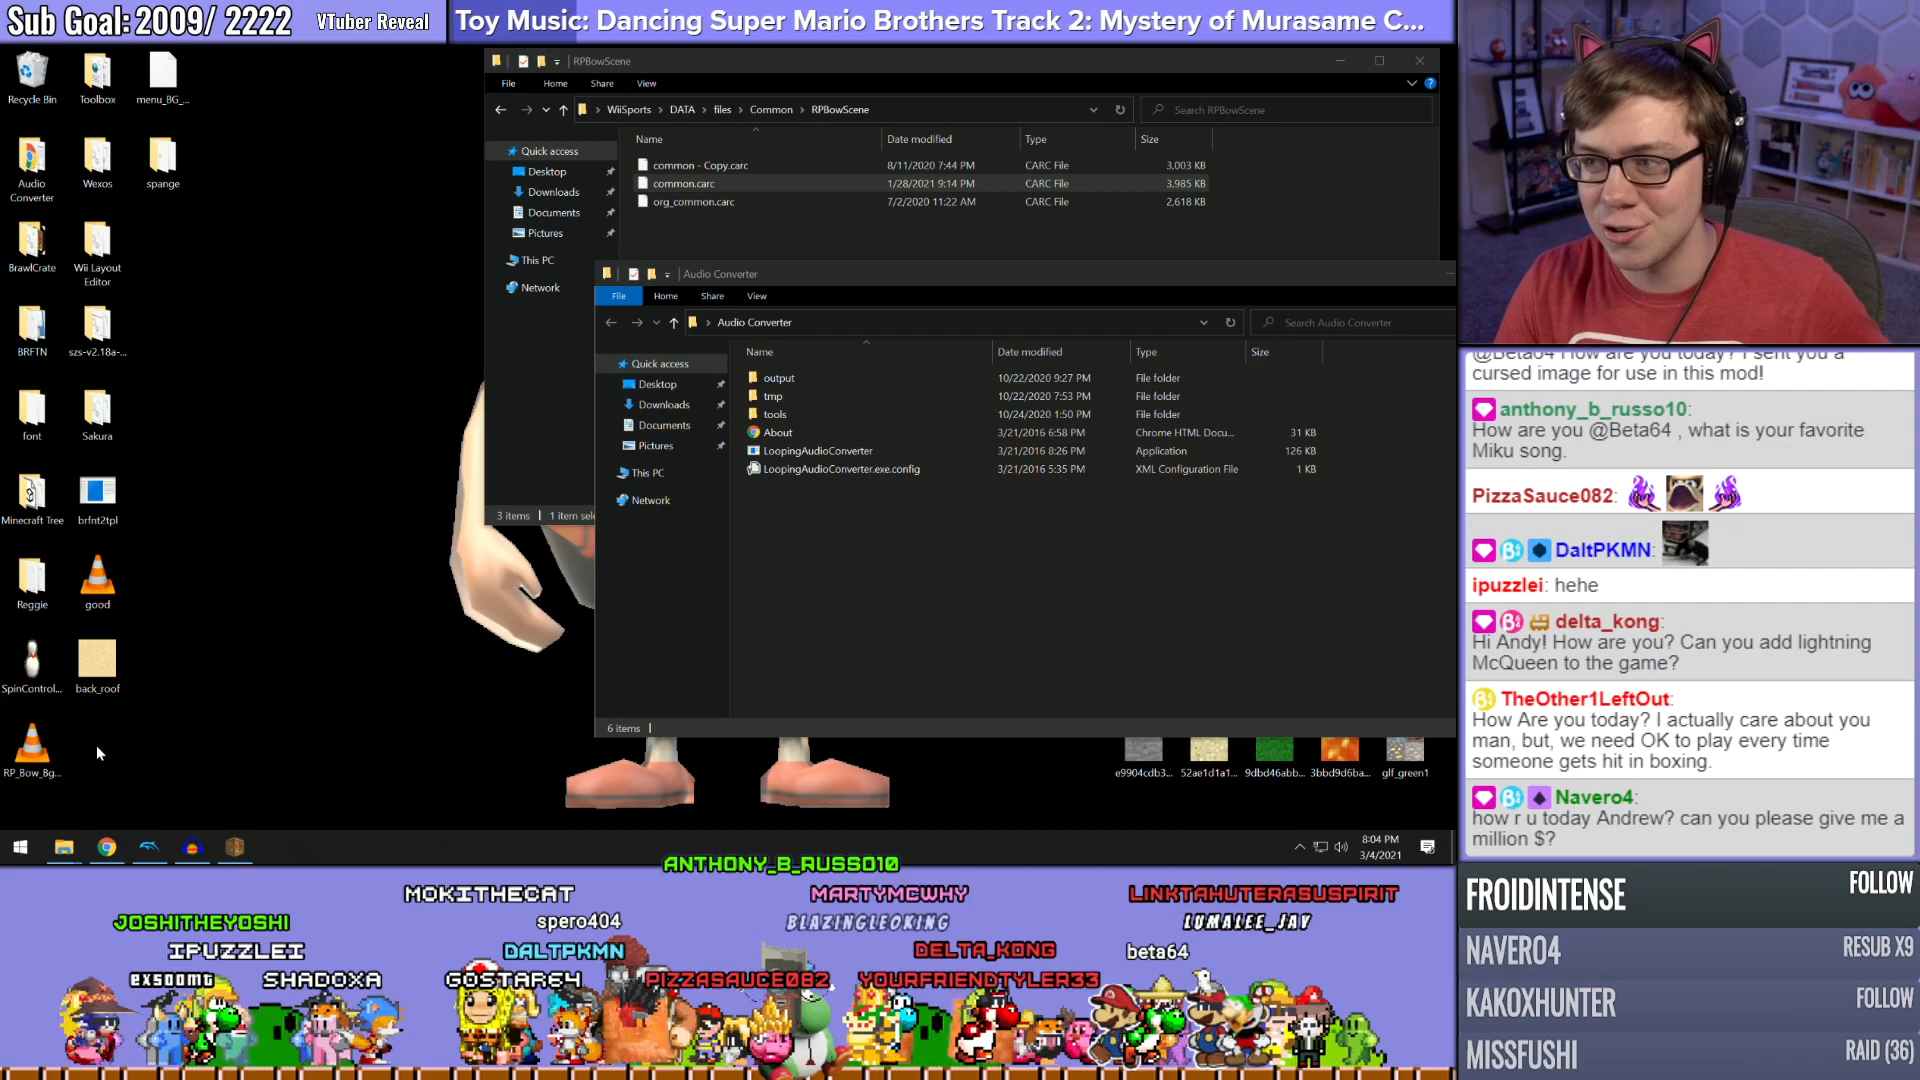 Sub Goal: 2009/ 2222
VTuber Reveal
Toy Music: Dancing Super Mario Brothers Track 2: Mystery of Murasame C...
Recycle Bin
Toolbox
menu_BG_...
Audio Converter
Wexos
spange
BrawlCrate
Wii Layout Editor
BRFTN
szs-v2.18a-...
font
Sakura
Minecraft Tree
brfnt2tpl
Reggie
good
SpinControl...
back_roof
RP_Bow_Bg...
RPBowScene
File Home Share View
WiiSports > DATA > files > Common > RPBowScene
Search RPBowScene
Name Date modified Type Size
Quick access
Desktop
Downloads
Documents
Pictures
This PC
Network
common - Copy.carc 8/11/2020 7:44 PM CARC File 3,003 KB
common.carc 1/28/2021 9:14 PM CARC File 3,985 KB
org_common.carc 7/2/2020 11:22 AM CARC File 2,618 KB
3 items 1 item sele
Audio Converter
File Home Share View
Audio Converter
Search Audio Converter
Name Date modified Type Size
Quick access
Desktop
Downloads
Documents
Pictures
This PC
Network
output 10/22/2020 9:27 PM File folder
tmp 10/22/2020 7:53 PM File folder
tools 10/24/2020 1:50 PM File folder
About 3/21/2016 6:58 PM Chrome HTML Docu... 31 KB
LoopingAudioConverter 3/21/2016 8:26 PM Application 126 KB
LoopingAudioConverter.exe.config 3/21/2016 5:35 PM XML Configuration File 1 KB
6 items
e9904cdb3...
52ae1d1a1...
9dbd46abb...
3bbd9d6ba...
glf_green1
8:04 PM
3/4/2021
@Beta64 How are you today? I sent you a
cursed image for use in this mod!
anthony_b_russo10:
How are you @Beta64 , what is your favorite
Miku song.
PizzaSauce082:
DaltPKMN:
ipuzzlei: hehe
delta_kong:
Hi Andy! How are you? Can you add lightning
McQueen to the game?
TheOther1LeftOut:
How Are you today? I actually care about you
man, but, we need OK to play every time
someone gets hit in boxing.
Navero4:
how r u today Andrew? can you please give me a
million $?
FROIDINTENSE FOLLOW
NAVERO4 RESUB X9
KAKOXHUNTER FOLLOW
MISSFUSHI RAID (36)
ANTHONY_B_RUSSO10
MOKITHECAT
MARTYMCWHY
LINKTAHUTERASUSPIRIT
JOSHITHEYOSHI
spero404
BLAZINGLEOKING
LUMALEE_JAY
IPUZZLEI
DALTPKMN
DELTA_KONG
beta64
exsoomt
SHADOXA
GOSTAR64
PIZZASAUCE082
YOURFRIENDTYLER33